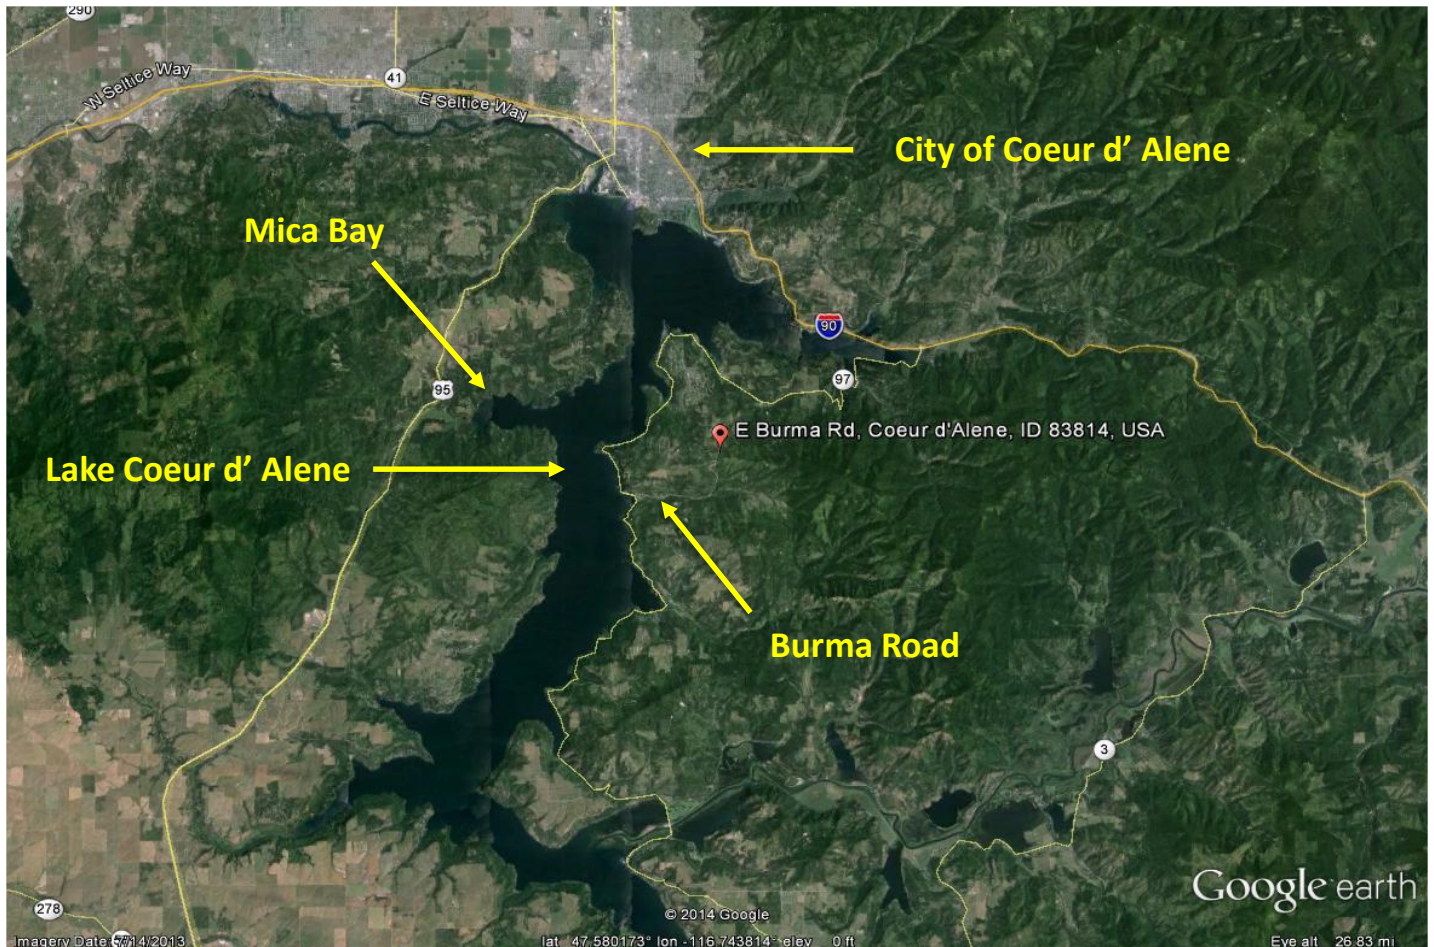 290
W Seltice Way
41
E Seltice Way
City of Coeur d’ Alene
Mica Bay
90
95
97
E Burma Rd, Coeur d'Alene, ID 83814, USA
Lake Coeur d’ Alene
Burma Road
3
Google earth
278
© 2014 Google
Imagery Date: /14/2013
lat 47.580173° lon -116.743814° elev 0 ft
Eye alt 26.83 mi